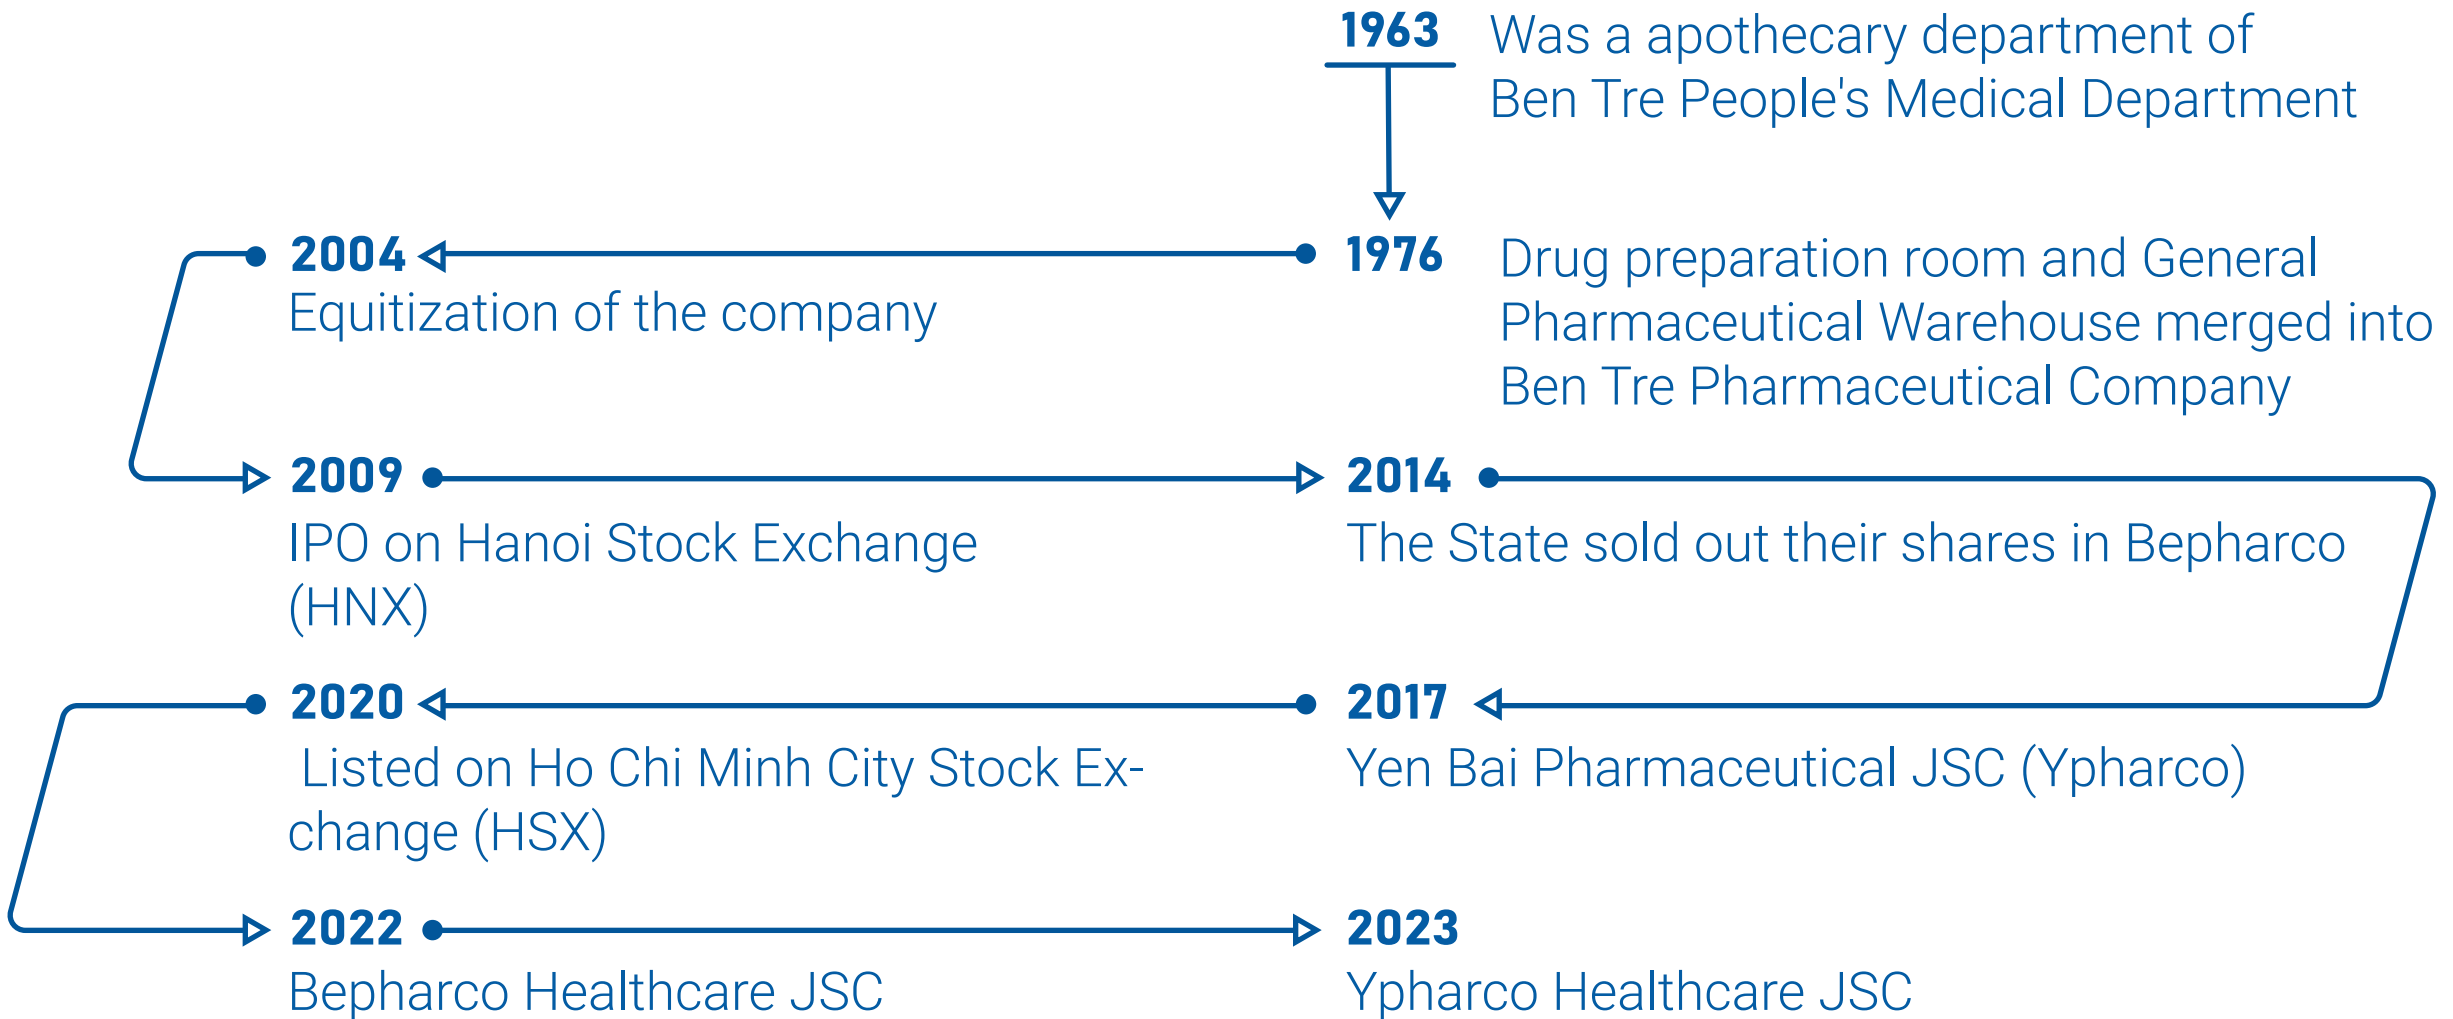 1963
Was a apothecary department of
Ben Tre People's Medical Department
1976
Drug preparation room and General
Pharmaceutical Warehouse merged into
Ben Tre Pharmaceutical Company
2004
Equitization of the company
2009
IPO on Hanoi Stock Exchange
(HNX)
2014
The State sold out their shares in Bepharco
2017
Yen Bai Pharmaceutical JSC (Ypharco)
2020
Listed on Ho Chi Minh City Stock Ex-
change (HSX)
2022
Bepharco Healthcare JSC
2023
Ypharco Healthcare JSC